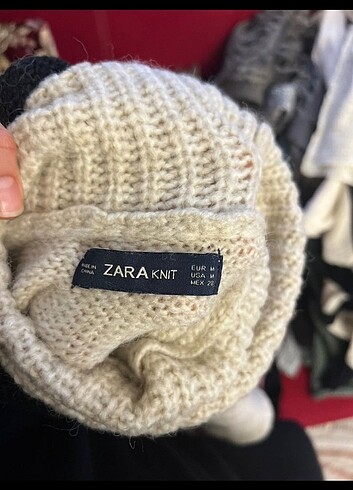 MADE IN
CHINA
ZARA KNIT
EUR M
USA M
MEX 28